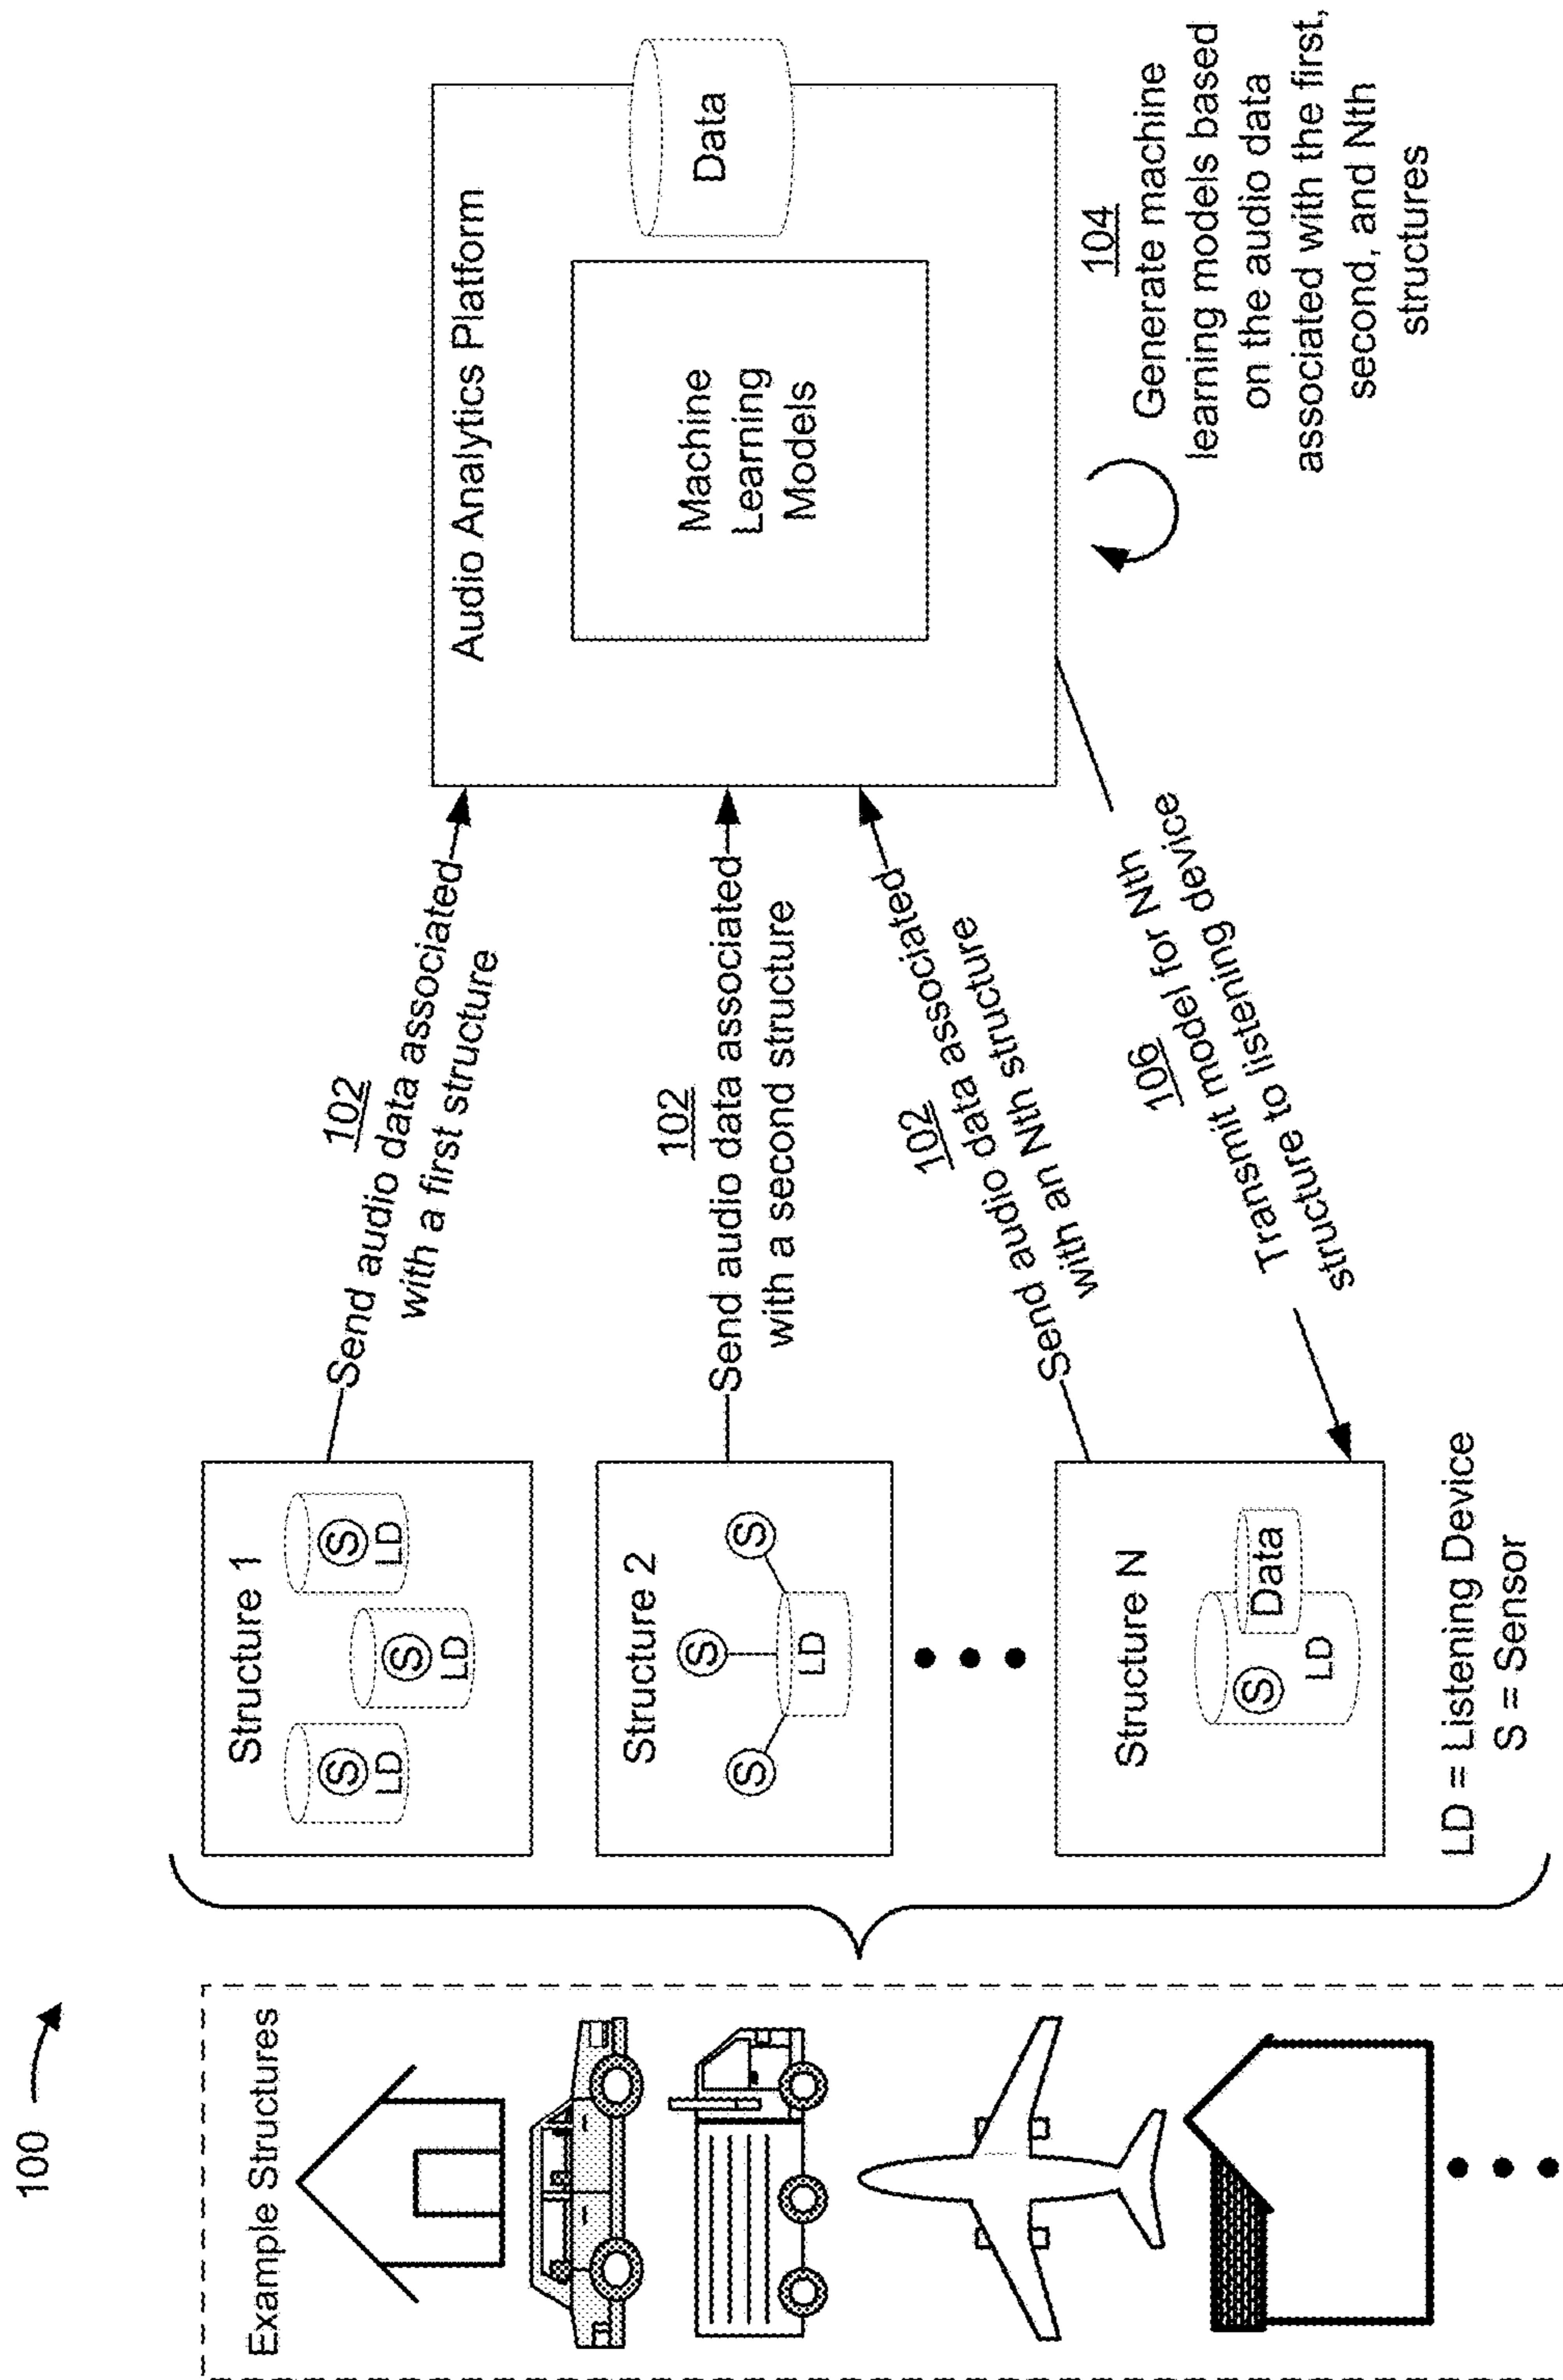 100
Example Structures
Structure 1
S
LD
S
LD
S
LD
Structure 2
S
S
S
LD
Structure N
S
LD
Data
LD = Listening Device
S = Sensor
102
Send audio data associated
with a first structure
102
Send audio data associated
with a second structure
102
Send audio data associated
with an Nth structure
106
Transmit model for Nth
structure to listening device
Audio Analytics Platform
Machine
Learning
Models
Data
104
Generate machine
learning models based
on the audio data
associated with the first,
second, and Nth
structures